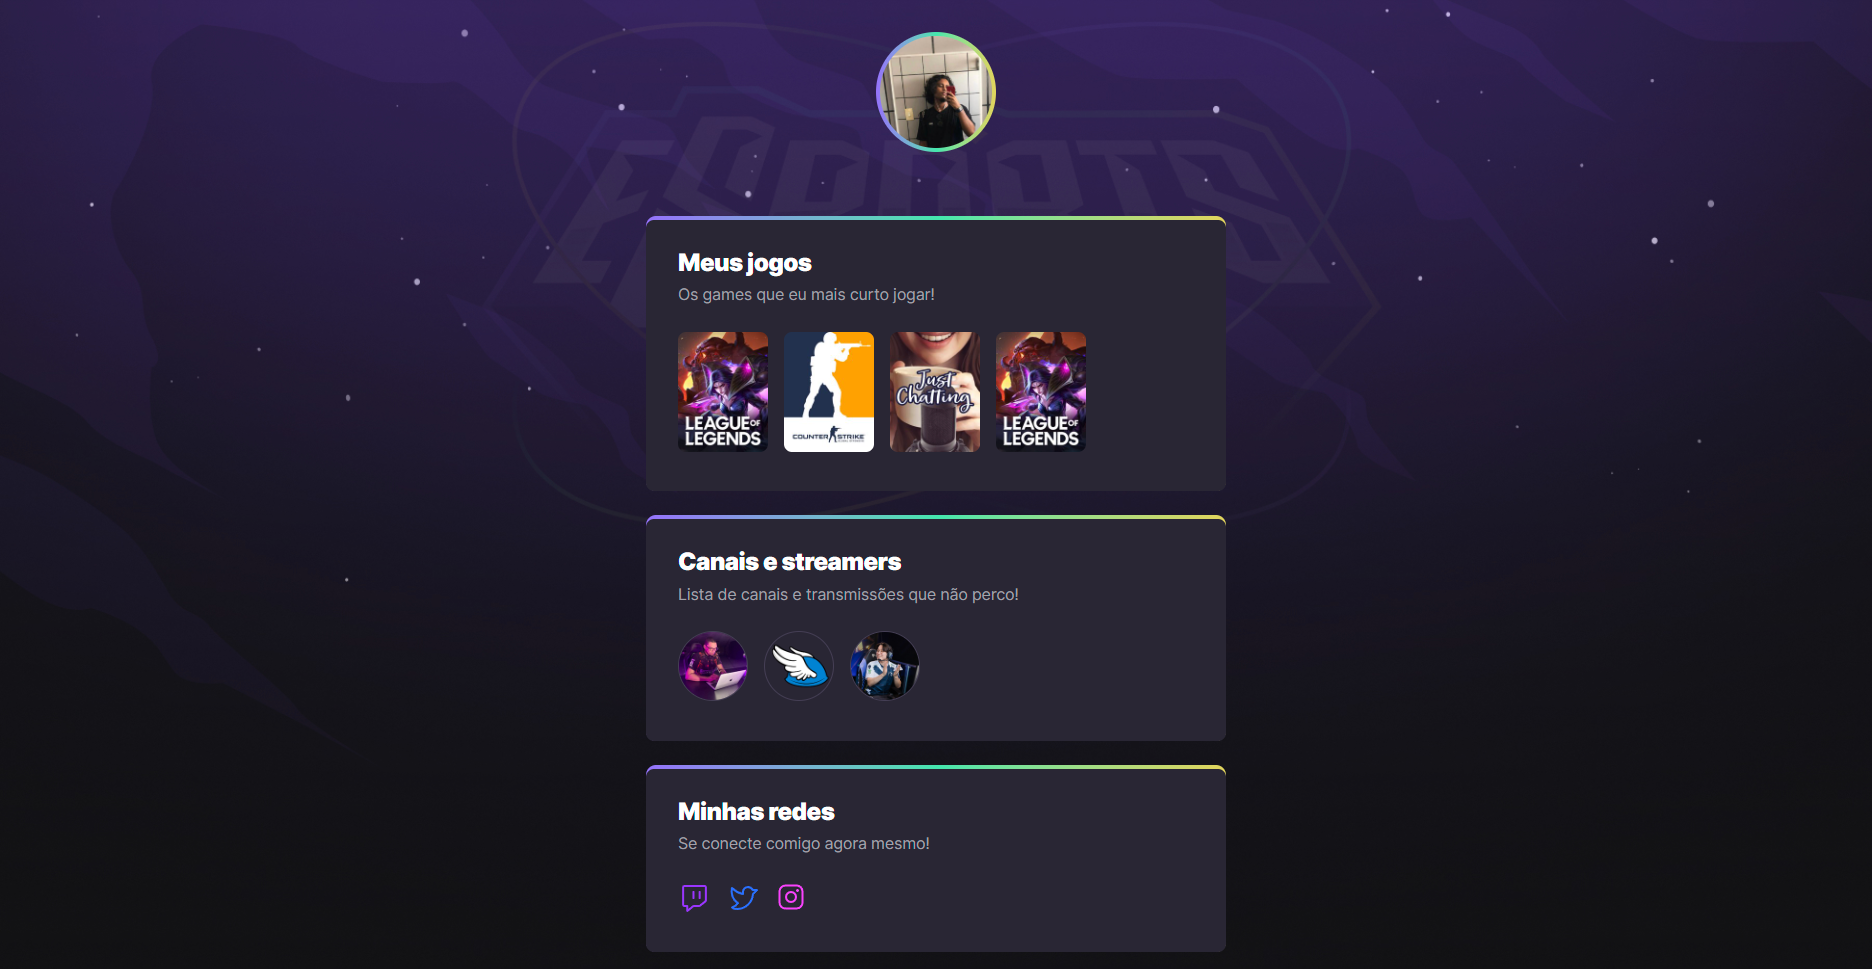 ESPORTS
Meus jogos
Os games que eu mais curto jogar!
LEAGUE OF
LEGENDS
COUNTER STRIKE
Just
Chatting
LEAGUE OF
LEGENDS
Canais e streamers
Lista de canais e transmissões que não perco!
Minhas redes
Se conecte comigo agora mesmo!